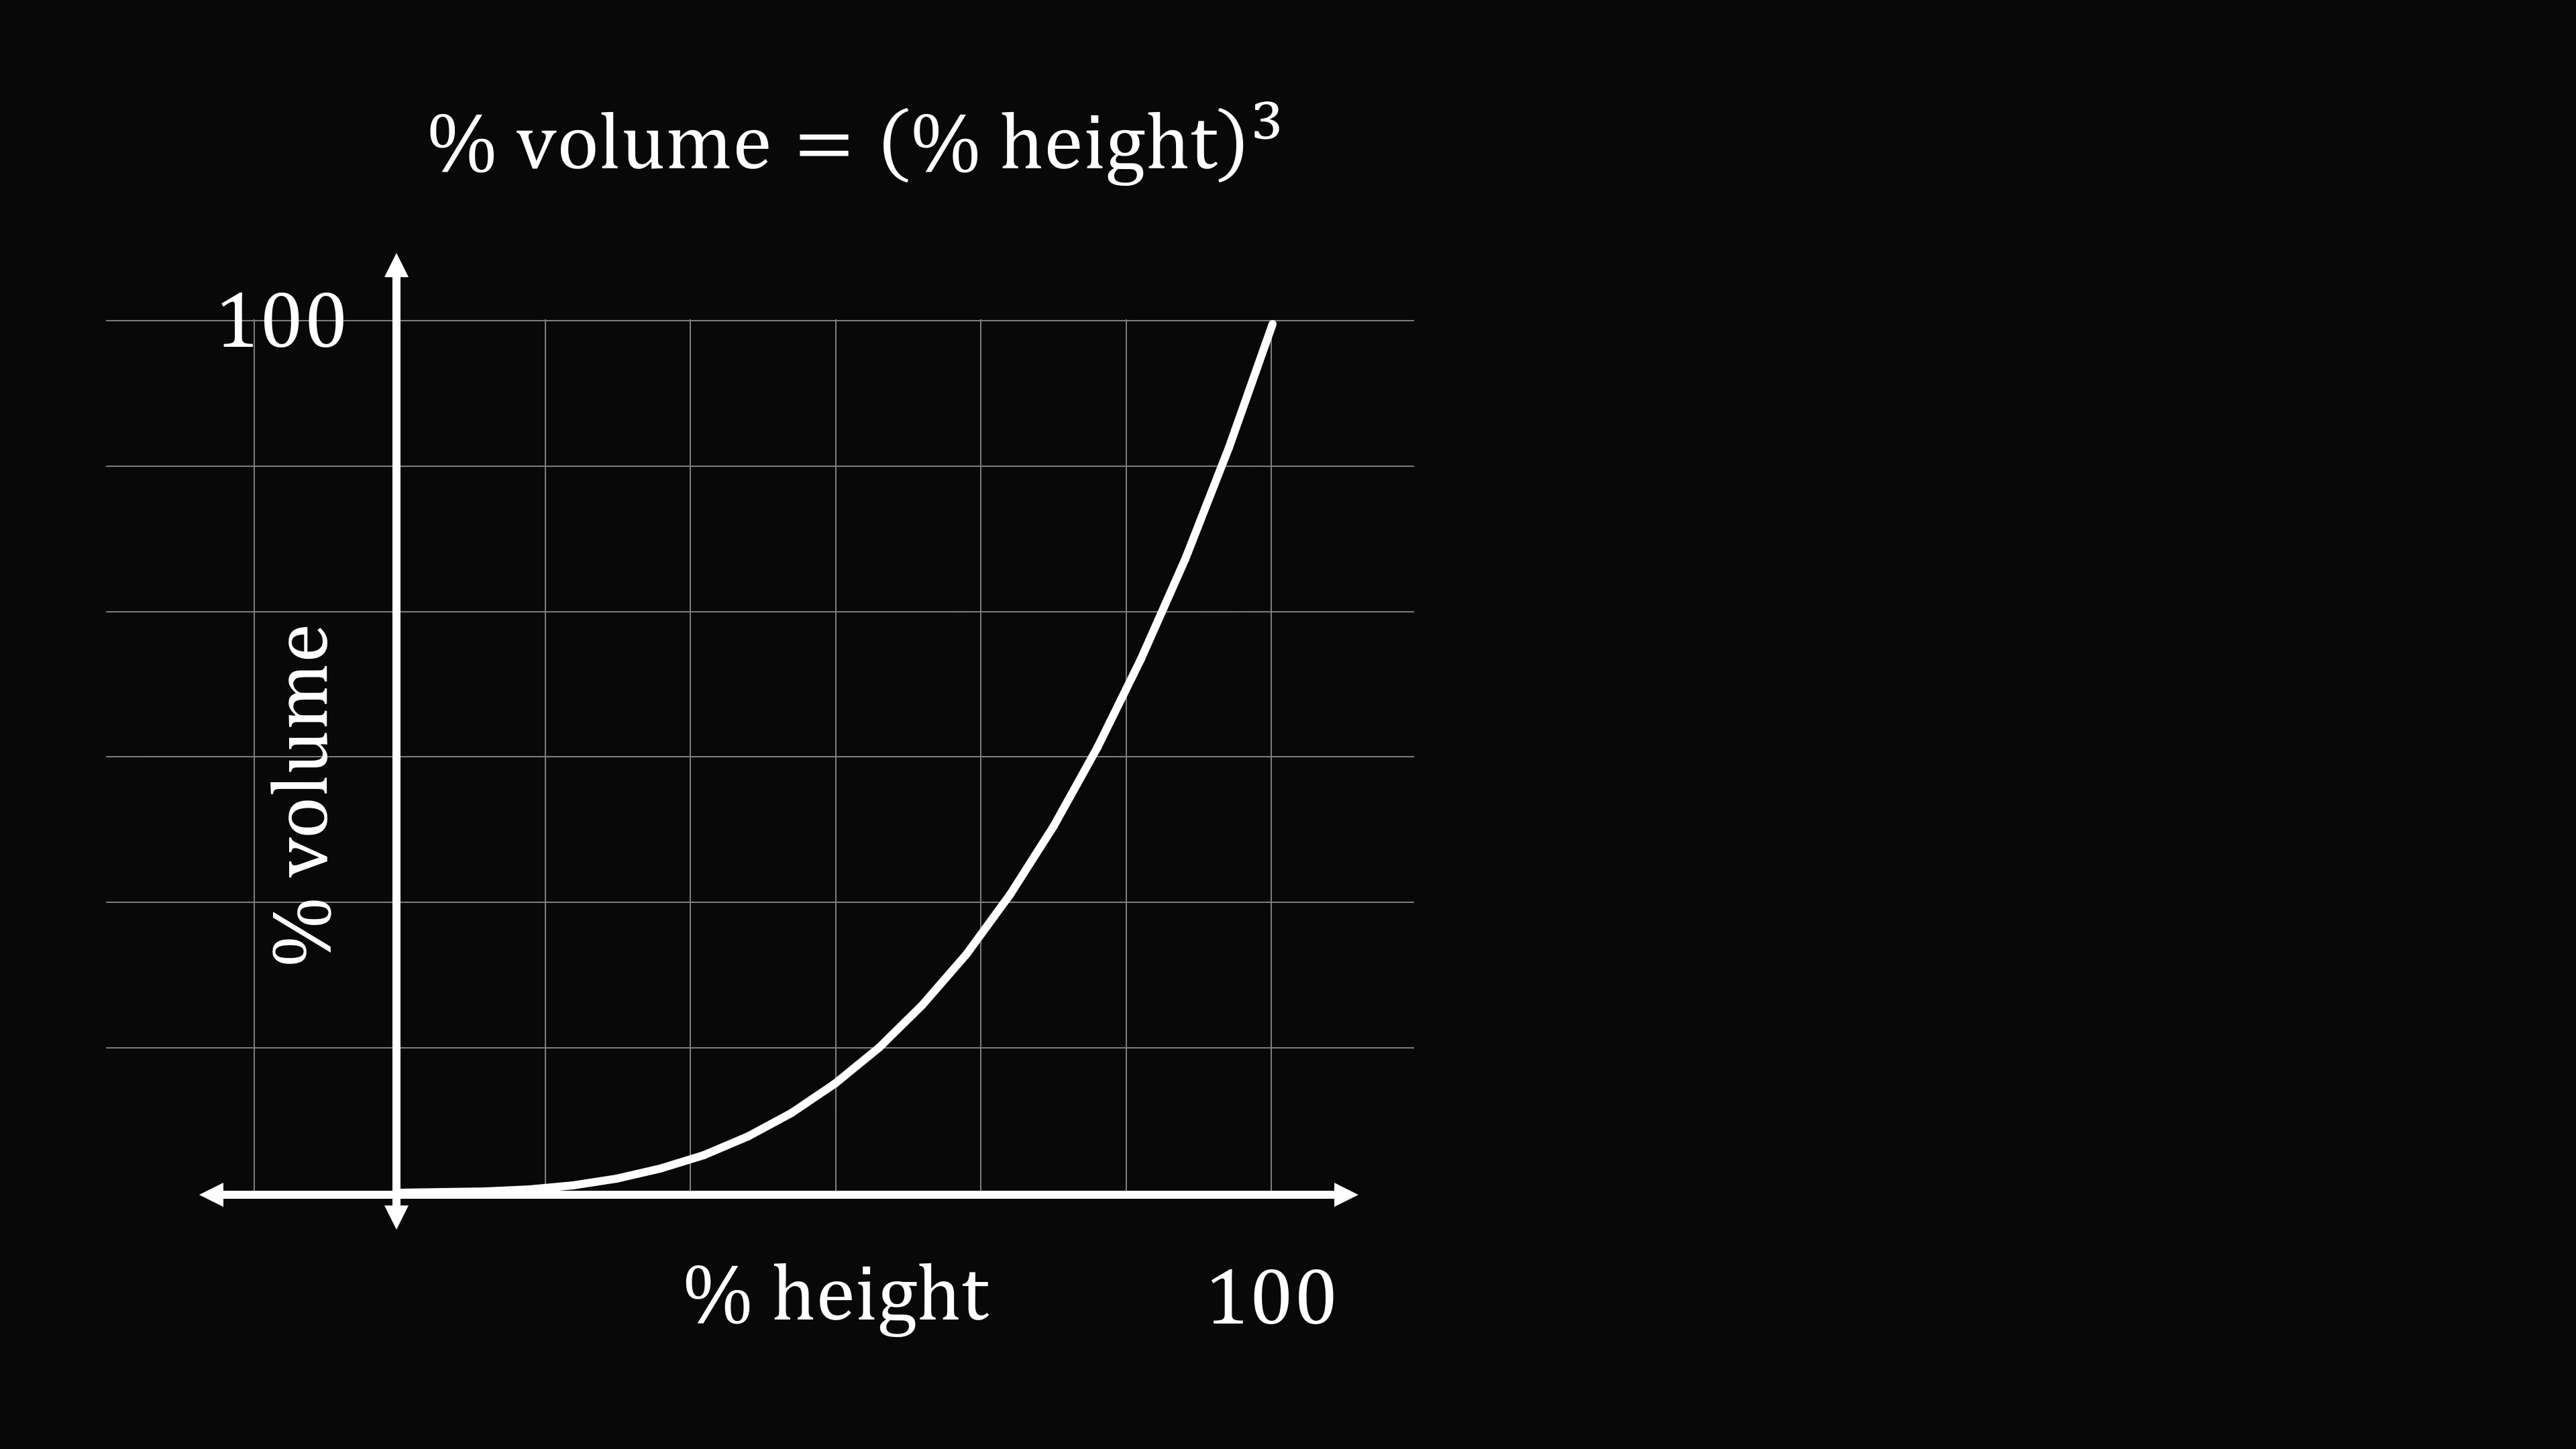 % volume = (% height)³
100
% volume
% height
100